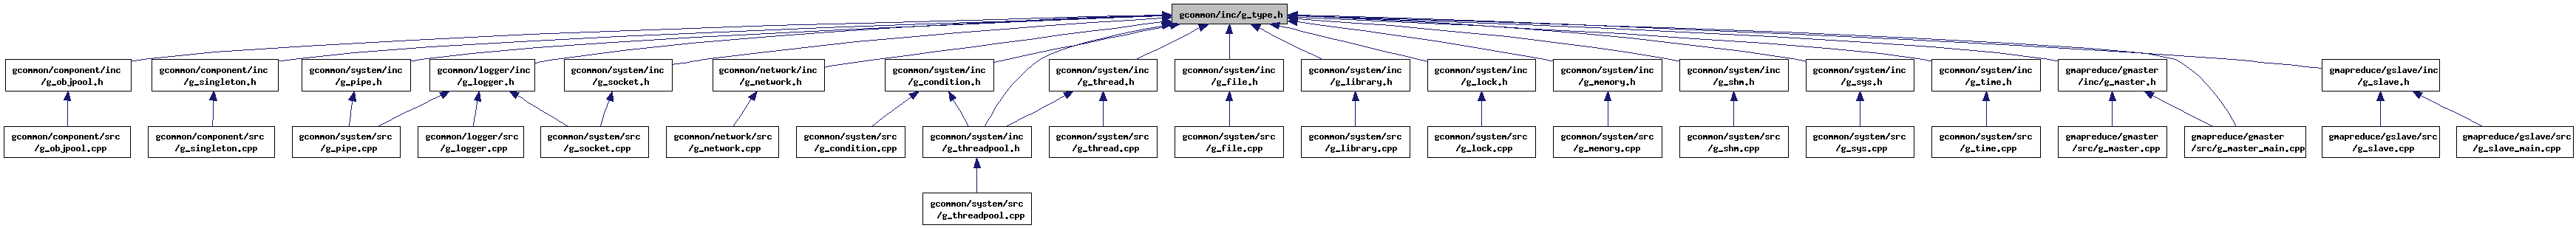 gcommon/inc/g_type.h
gcommon/component/inc
/g_objpool.h
gcommon/component/inc
/g_singleton.h
gcommon/system/inc
/g_pipe.h
gcommon/logger/inc
/g_logger.h
gcommon/system/inc
/g_socket.h
gcommon/network/inc
/g_network.h
gcommon/system/inc
/g_condition.h
gcommon/system/inc
/g_thread.h
gcommon/system/inc
/g_file.h
gcommon/system/inc
/g_library.h
gcommon/system/inc
/g_lock.h
gcommon/system/inc
/g_memory.h
gcommon/system/inc
/g_shm.h
gcommon/system/inc
/g_sys.h
gcommon/system/inc
/g_time.h
gmapreduce/gmaster
/inc/g_master.h
gmapreduce/gslave/inc
/g_slave.h
gcommon/component/src
/g_objpool.cpp
gcommon/component/src
/g_singleton.cpp
gcommon/system/src
/g_pipe.cpp
gcommon/logger/src
/g_logger.cpp
gcommon/system/src
/g_socket.cpp
gcommon/network/src
/g_network.cpp
gcommon/system/src
/g_condition.cpp
gcommon/system/inc
/g_threadpool.h
gcommon/system/src
/g_thread.cpp
gcommon/system/src
/g_file.cpp
gcommon/system/src
/g_library.cpp
gcommon/system/src
/g_lock.cpp
gcommon/system/src
/g_memory.cpp
gcommon/system/src
/g_shm.cpp
gcommon/system/src
/g_sys.cpp
gcommon/system/src
/g_time.cpp
gmapreduce/gmaster
/src/g_master.cpp
gmapreduce/gmaster
/src/g_master_main.cpp
gmapreduce/gslave/src
/g_slave.cpp
gmapreduce/gslave/src
/g_slave_main.cpp
gcommon/system/src
/g_threadpool.cpp